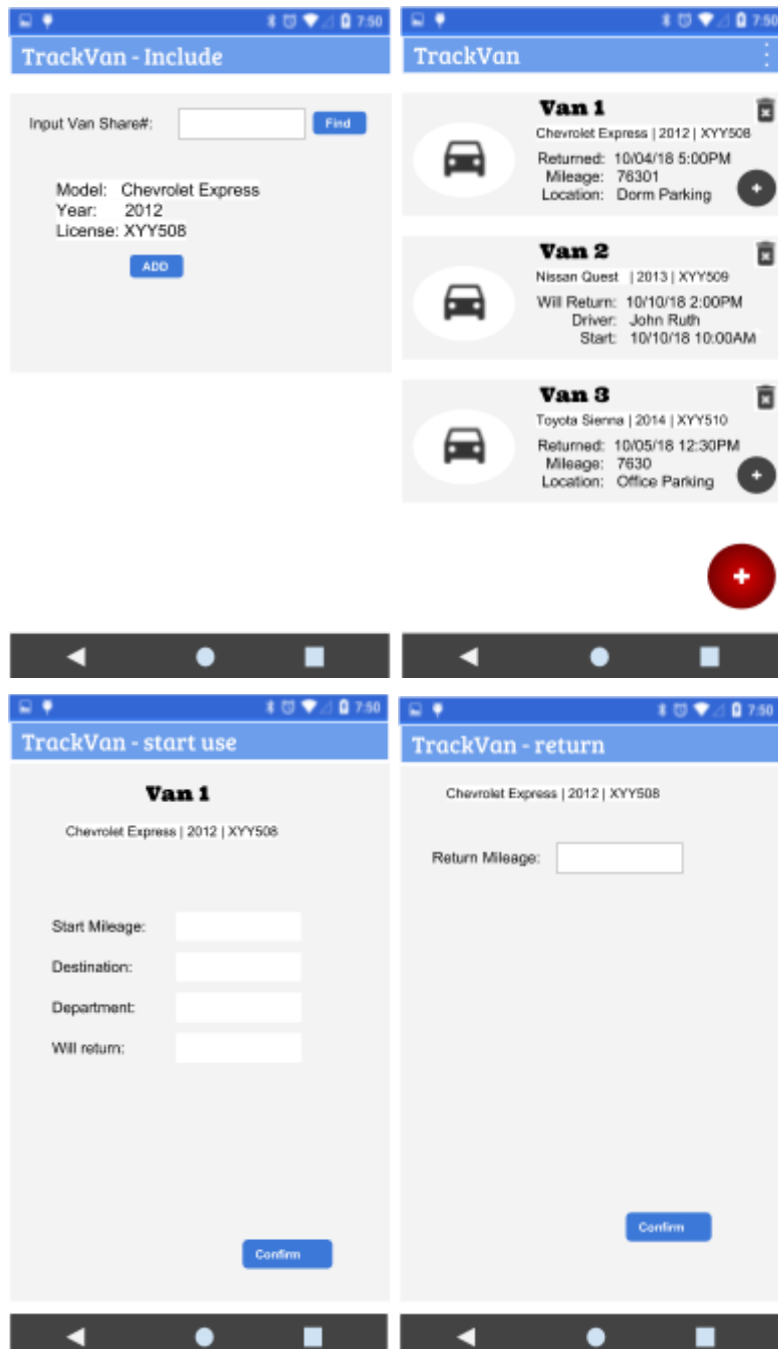 7:50
TrackVan - Include
Input Van Share#:
Find
Model: Chevrolet Express
Year: 2012
License: XYY508
ADD
7:50
TrackVan
Van 1
Chevrolet Express | 2012 | XYY508
Returned: 10/04/18 5:00PM
Mileage: 76301
Location: Dorm Parking
Van 2
Nissan Quest | 2013 | XYY509
Will Return: 10/10/18 2:00PM
Driver: John Ruth
Start: 10/10/18 10:00AM
Van 3
Toyota Sienna | 2014 | XYY510
Returned: 10/05/18 12:30PM
Mileage: 7630
Location: Office Parking
7:50
TrackVan - start use
Van 1
Chevrolet Express | 2012 | XYY508
Start Mileage:
Destination:
Department:
Will return:
Confirm
7:50
TrackVan - return
Chevrolet Express | 2012 | XYY508
Return Mileage:
Confirm